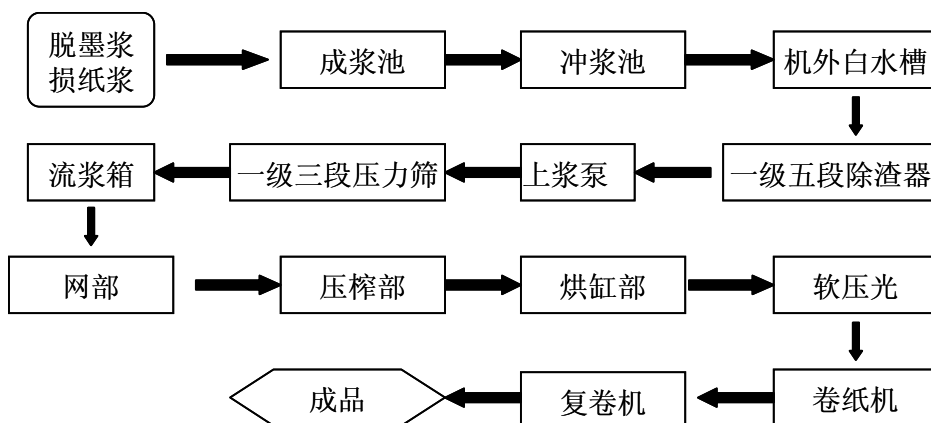 脱墨浆
损纸浆
成浆池
冲浆池
机外白水槽
一级五段除渣器
上浆泵
一级三段压力筛
流浆箱
网部
压榨部
烘缸部
软压光
卷纸机
复卷机
成品